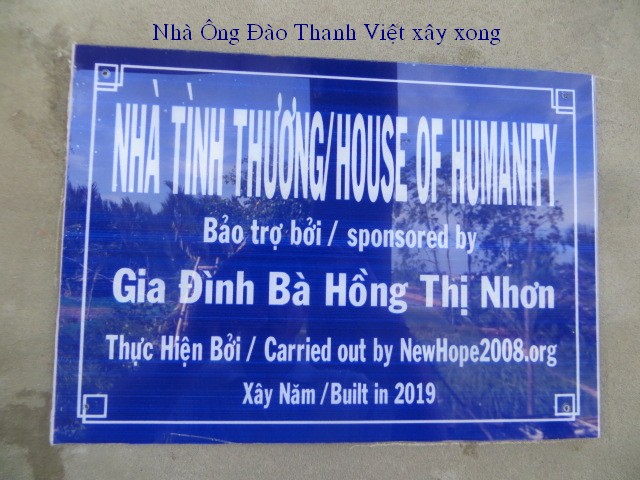 Nhà Ông Đào Thanh Việt xây xong
NHÀ TÌNH THƯƠNG/HOUSE OF HUMANITY
Bảo trợ bởi / sponsored by
Gia Đình Bà Hồng Thị Nhơn
Thực Hiện Bởi / Carried out by NewHope2008.org
Xây Năm /Built in 2019